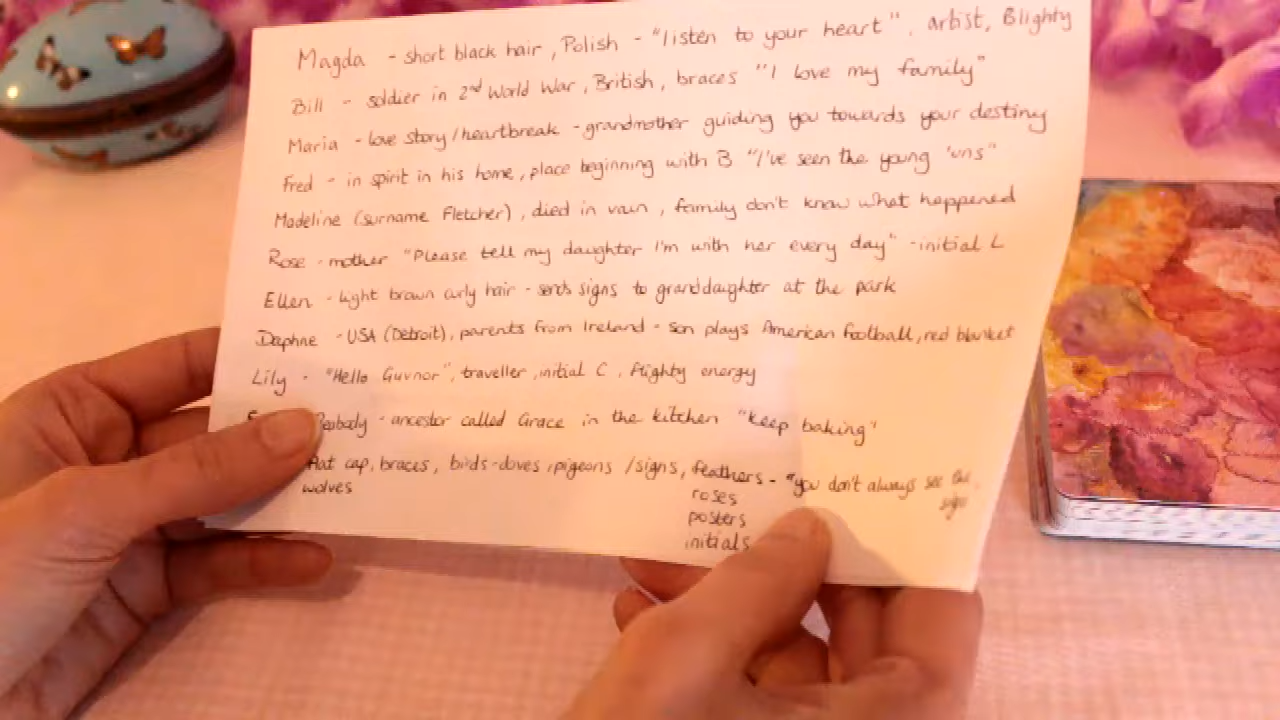 Magda - short black hair, Polish - "listen to your heart", artist, Blighty
Bill - soldier in 2nd World War, British, braces "I love my family"
Maria - love story/heartbreak - grandmother guiding you towards your destiny
Fred - in spirit in his home, place beginning with B "I've seen the young 'uns"
Madeline (surname Fletcher), died in vain, family don't know what happened
Rose - mother "Please tell my daughter I'm with her every day" - initial L
Ellen - light brown curly hair - sends signs to granddaughter at the park
Daphne - USA (Detroit), parents from Ireland - son plays American football, red blanket
Lily - "Hello Guvnor", traveller, initial C, flighty energy
Peabody - ancestor called Grace in the kitchen "keep baking"
flat cap, braces, birds-doves, pigeons / signs, feathers - "you don't always see the
wolves roses sign
posters
initials